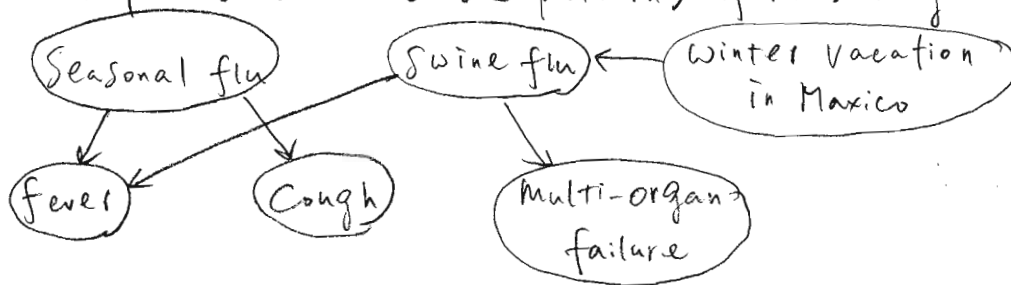 Seasonal flu
Swine flu
Winter Vacation
in Maxico
fever
Cough
Multi-organ-
failure